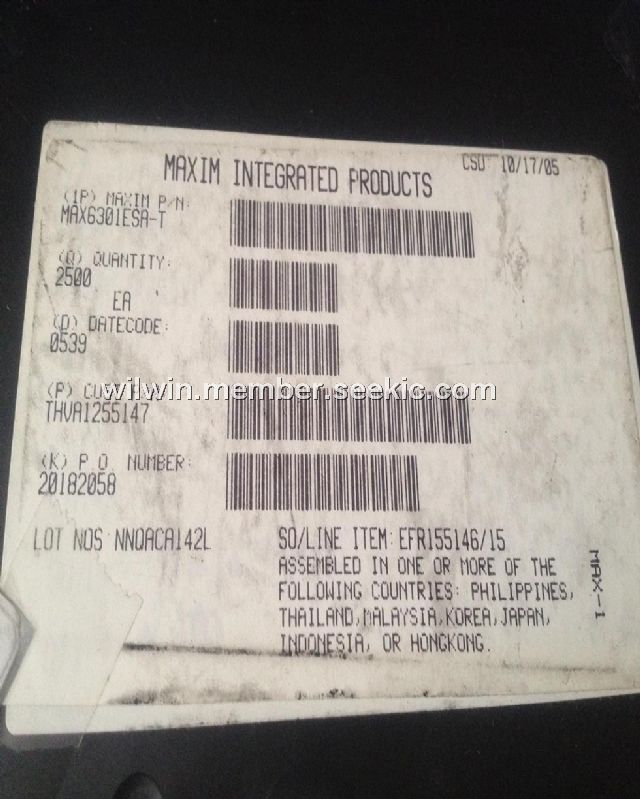 CSD 10/17/05
MAXIM INTEGRATED PRODUCTS
(1P) MAXIM P/N:
MAX6301ESA-T
(Q) QUANTITY:
2500
EA
(D) DATECODE:
0539
wilwin.member.seekic.com
(P)
THVA1255147
(K) P.O. NUMBER:
20182058
LOT NOS NNQACA142L
SO/LINE ITEM: EFR155146/15
ASSEMBLED IN ONE OR MORE OF THE
FOLLOWING COUNTRIES: PHILIPPINES,
THAILAND,MALAYSIA,KOREA,JAPAN,
INDONESIA, OR HONGKONG.
MAX-1